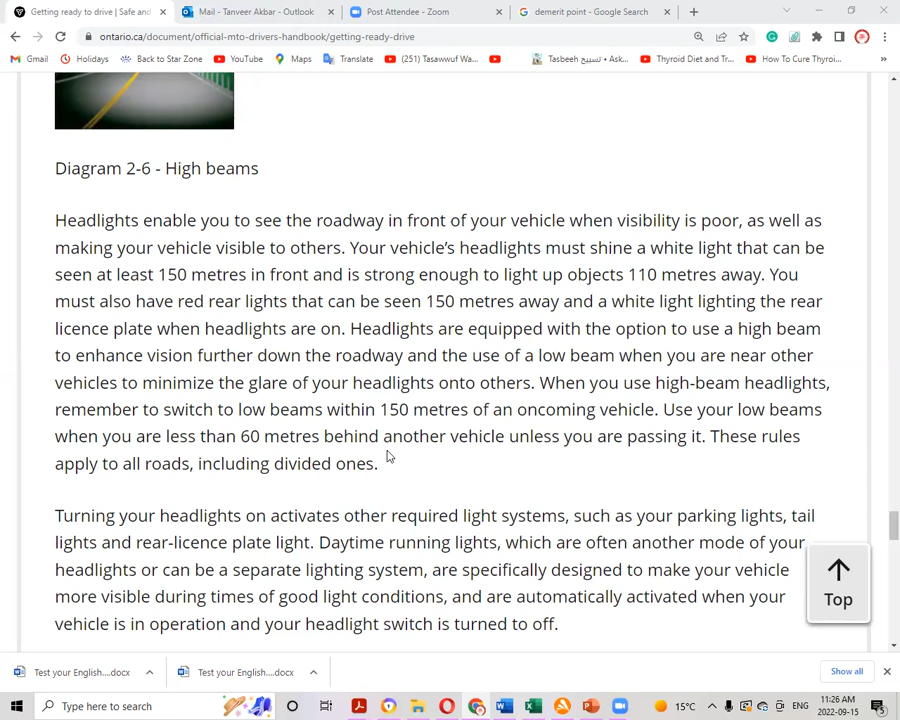 Getting ready to drive | Safe and
Mail - Tanveer Akbar - Outlook
Post Attendee - Zoom
demerit point - Google Search
ontario.ca/document/official-mto-drivers-handbook/getting-ready-drive
Gmail
Holidays
Back to Star Zone
YouTube
Maps
Translate
(251) Tasawwuf Wa...
Tasbeeh تسبيح • Ask...
Thyroid Diet and Tr...
How To Cure Thyroi...
Diagram 2-6 - High beams
Headlights enable you to see the roadway in front of your vehicle when visibility is poor, as well as
making your vehicle visible to others. Your vehicle's headlights must shine a white light that can be
seen at least 150 metres in front and is strong enough to light up objects 110 metres away. You
must also have red rear lights that can be seen 150 metres away and a white light lighting the rear
licence plate when headlights are on. Headlights are equipped with the option to use a high beam
to enhance vision further down the roadway and the use of a low beam when you are near other
vehicles to minimize the glare of your headlights onto others. When you use high-beam headlights,
remember to switch to low beams within 150 metres of an oncoming vehicle. Use your low beams
when you are less than 60 metres behind another vehicle unless you are passing it. These rules
apply to all roads, including divided ones.
Turning your headlights on activates other required light systems, such as your parking lights, tail
lights and rear-licence plate light. Daytime running lights, which are often another mode of your
headlights or can be a separate lighting system, are specifically designed to make your vehicle
more visible during times of good light conditions, and are automatically activated when your
vehicle is in operation and your headlight switch is turned to off.
Top
Test your English....docx
Test your English....docx
Show all
Type here to search
15°C
11:26 AM
2022-09-15